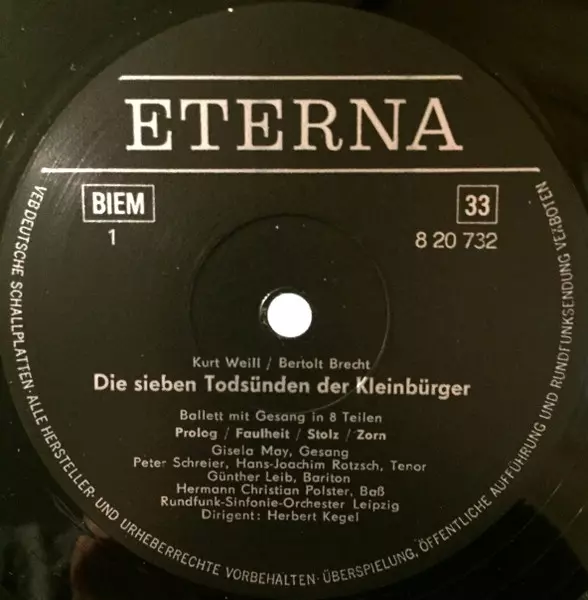 ETERNA
BIEM
33
1
8 20 732
Kurt Weill / Bertolt Brecht
Die sieben Todsünden der Kleinbürger
Ballett mit Gesang in 8 Teilen
Prolog / Faulheit / Stolz / Zorn
Gisela May, Gesang
Peter Schreier, Hans-Joachim Rotzsch, Tenor
Günther Leib, Bariton
Hermann Christian Polster, Baß
Rundfunk-Sinfonie-Orchester Leipzig
Dirigent: Herbert Kegel
VEB DEUTSCHE SCHALLPLATTEN · ALLE HERSTELLER- UND URHEBERRECHTE VORBEHALTEN · ÜBERSPIELUNG, ÖFFENTLICHE AUFFÜHRUNG UND RUNDFUNKSENDUNG VERBOTEN